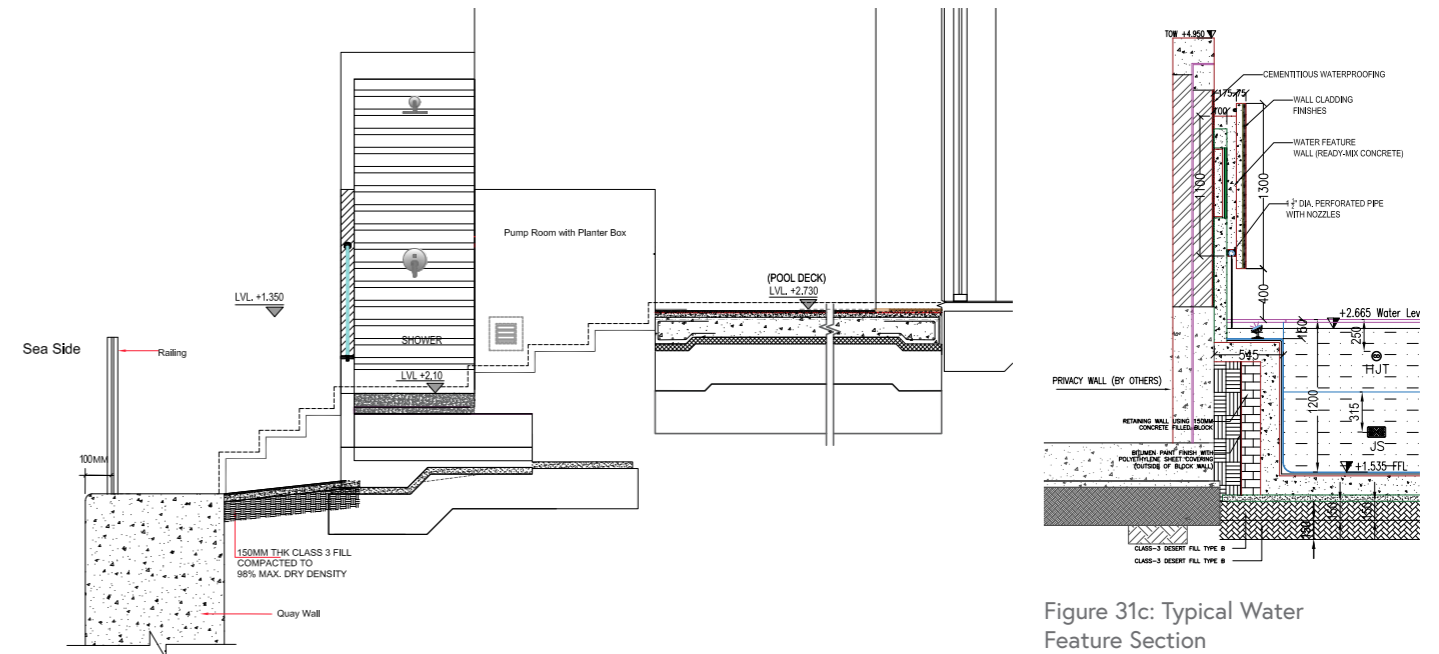 Sea Side
Railing
100MM
LVL. +1.350
SHOWER
LVL +2.10
Pump Room with Planter Box
(POOL DECK)
LVL. +2.730
150MM THK CLASS 3 FILL
COMPACTED TO
98% MAX. DRY DENSITY
Quay Wall
TOW +4.950
CEMENTITIOUS WATERPROOFING
175
75
WALL CLADDING
FINISHES
WATER FEATURE
WALL (READY-MIX CONCRETE)
1100
1300
DIA. PERFORATED PIPE
WITH NOZZLES
400
+2.665 Water Lev
250
545
HJT
PRIVACY WALL (BY OTHERS)
1200
315
RETAINING WALL USING 150MM
CONCRETE FILLED BLOCK
JS
BITUMEN PAINT FINISH WITH
POLYETHYLENE SHEET COVERING
(OUTSIDE OF BLOCK WALL)
+1.535 FFL
150
150
CLASS-3 DESERT FILL TYPE B
CLASS-3 DESERT FILL TYPE B
Figure 31c: Typical Water
Feature Section